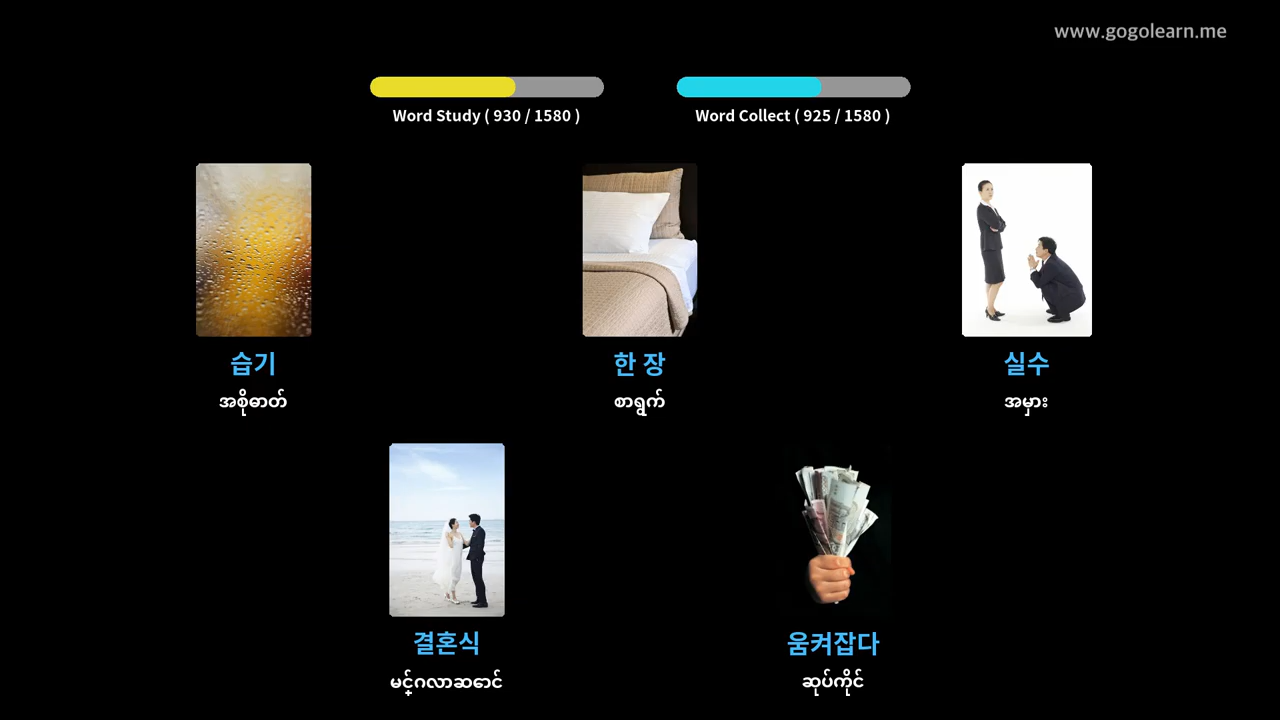 www.gogolearn.me
Word Study ( 930 / 1580 )
Word Collect ( 925 / 1580 )
습기
한 장
실수
အစိုဓာတ်
စာရွက်
အမှား
결혼식
움켜잡다
မင်္ဂလာဆောင်
ဆုပ်ကိုင်